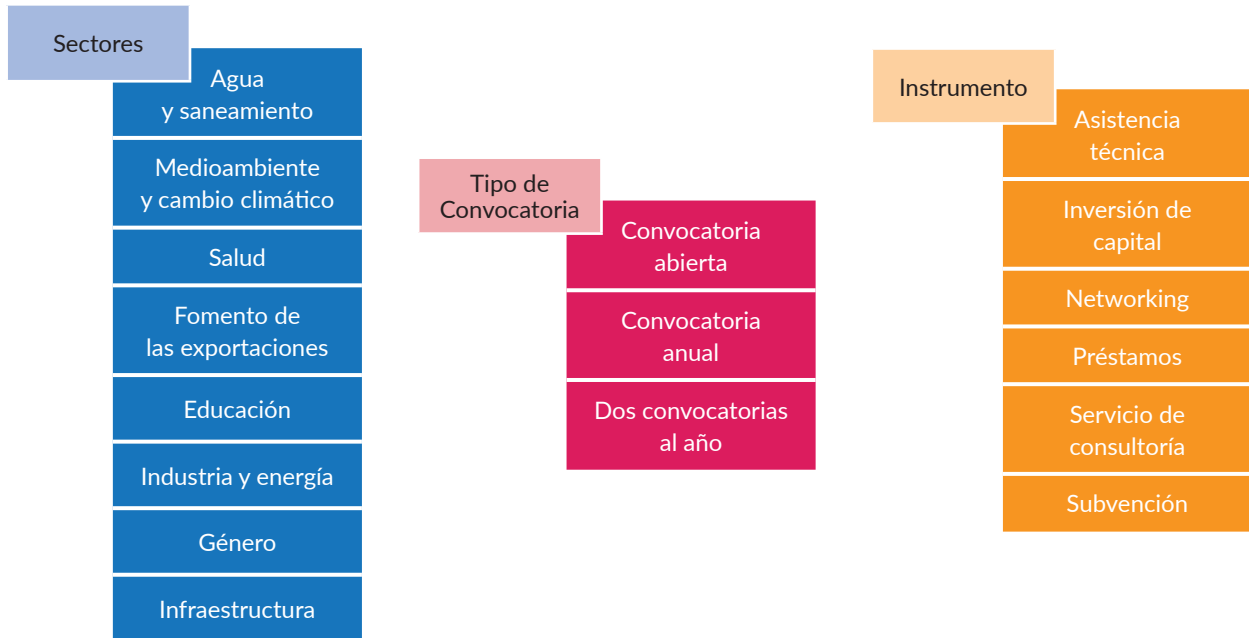 Sectores
Agua
y saneamiento
Medioambiente
y cambio climático
Salud
Fomento de
las exportaciones
Educación
Industria y energía
Género
Infraestructura
Tipo de
Convocatoria
Convocatoria
abierta
Convocatoria
anual
Dos convocatorias
al año
Instrumento
Asistencia
técnica
Inversión de
capital
Networking
Préstamos
Servicio de
consultoría
Subvención